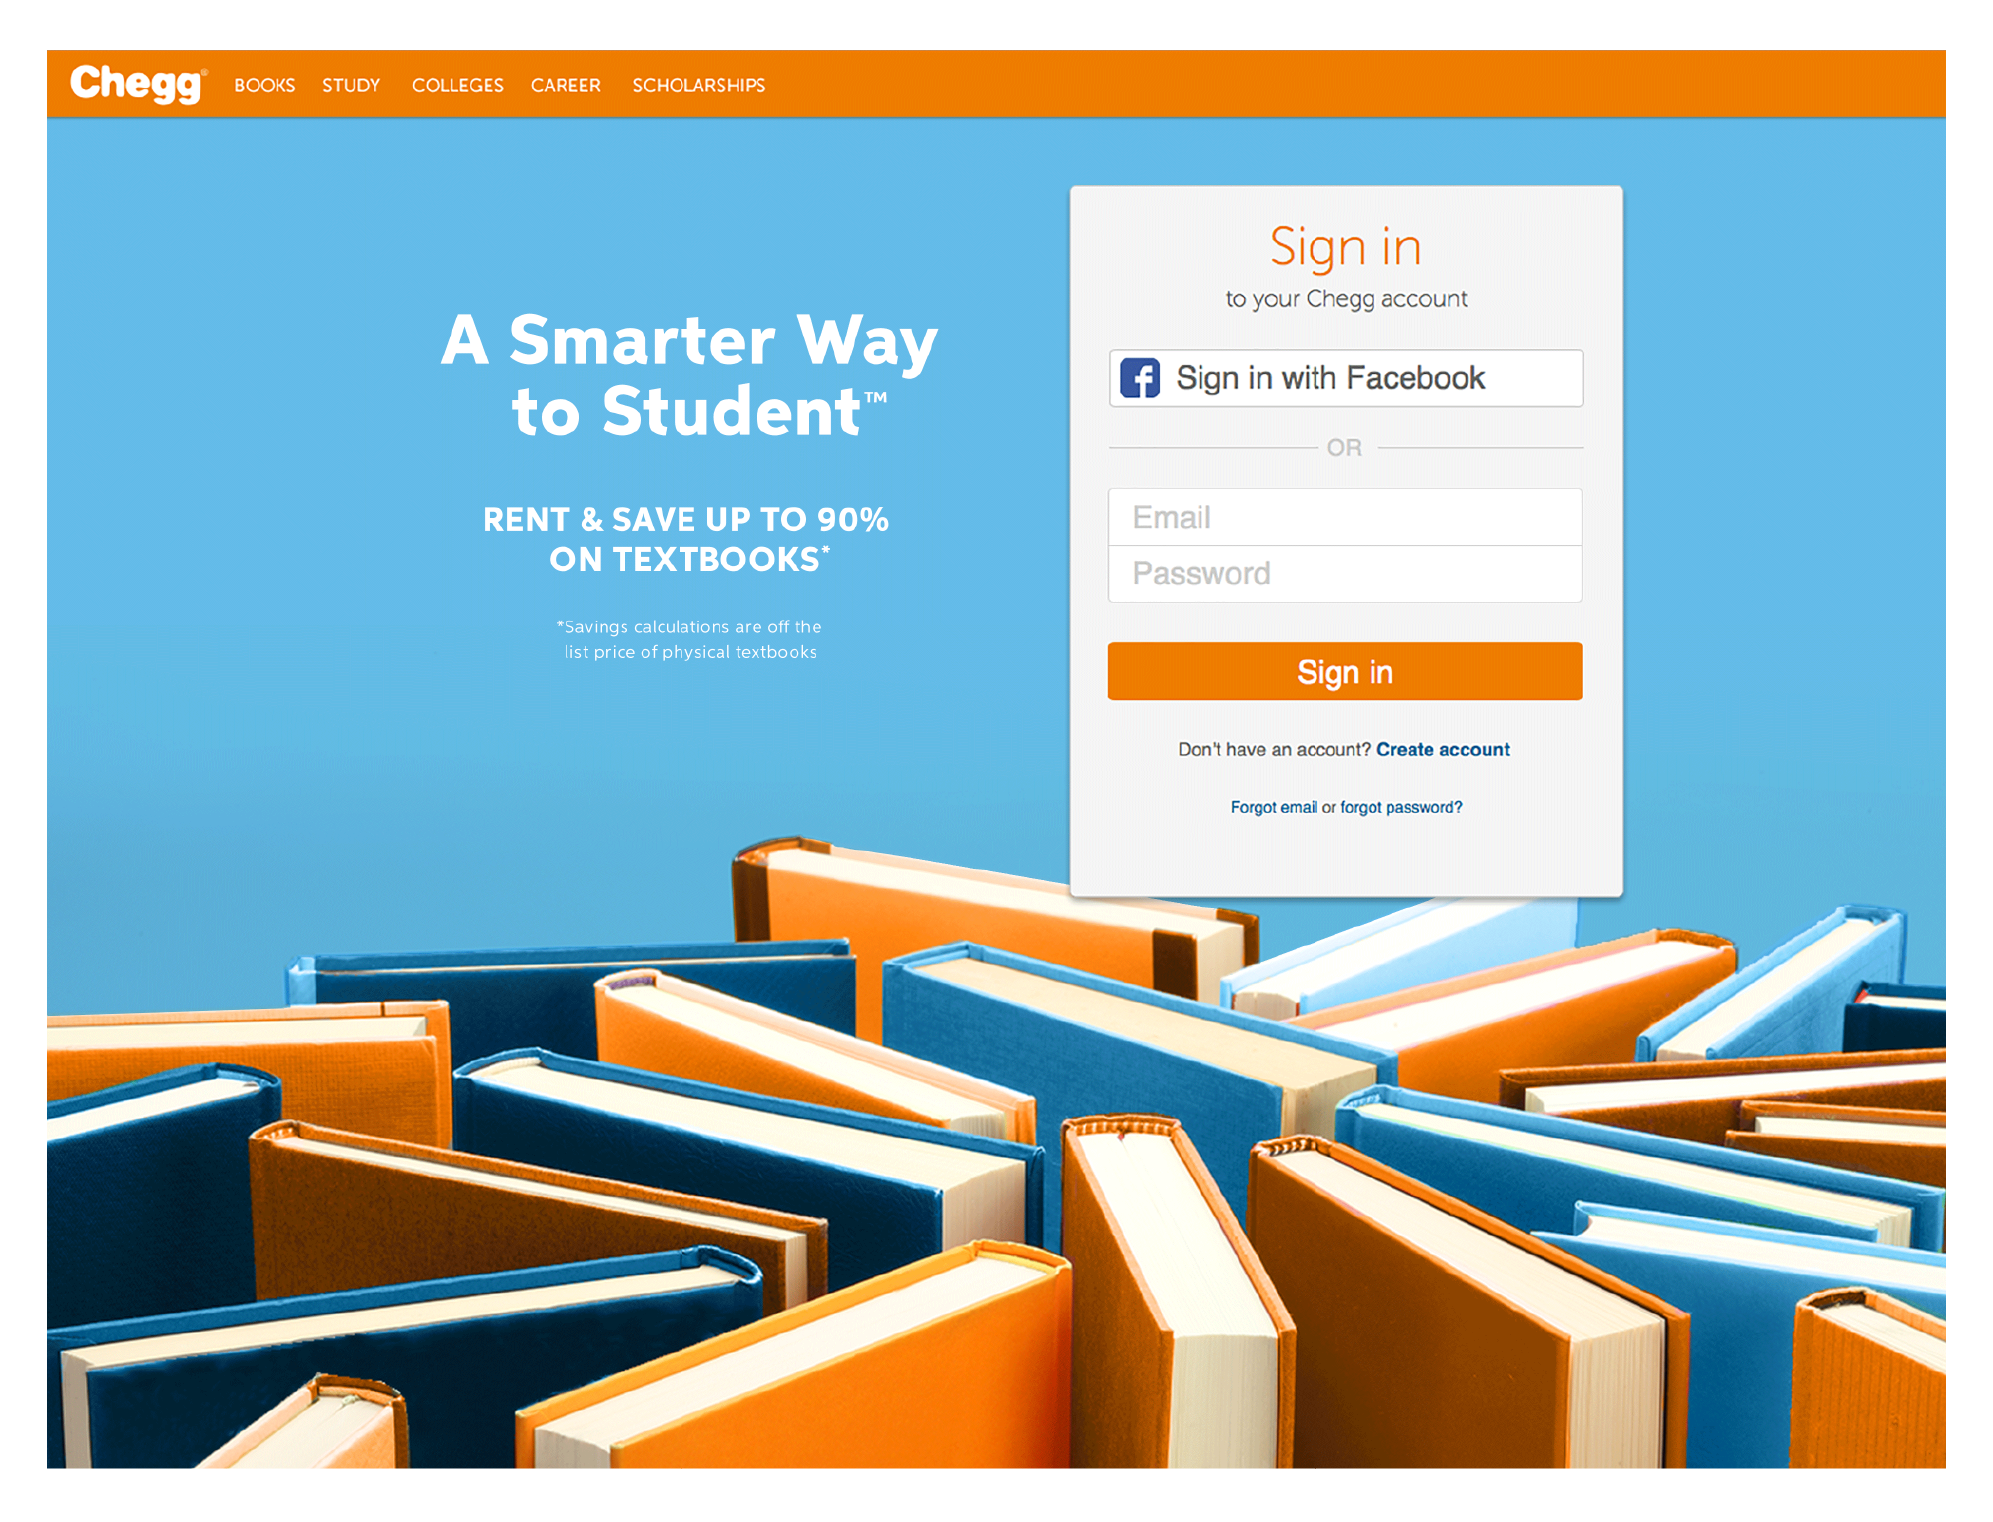 Chegg®
BOOKS STUDY COLLEGES CAREER SCHOLARSHIPS
A Smarter Way
to Student™
RENT & SAVE UP TO 90%
ON TEXTBOOKS*
*Savings calculations are off the
list price of physical textbooks
Sign in
to your Chegg account
f Sign in with Facebook
OR
Email
Password
Sign in
Don't have an account? Create account
Forgot email or forgot password?